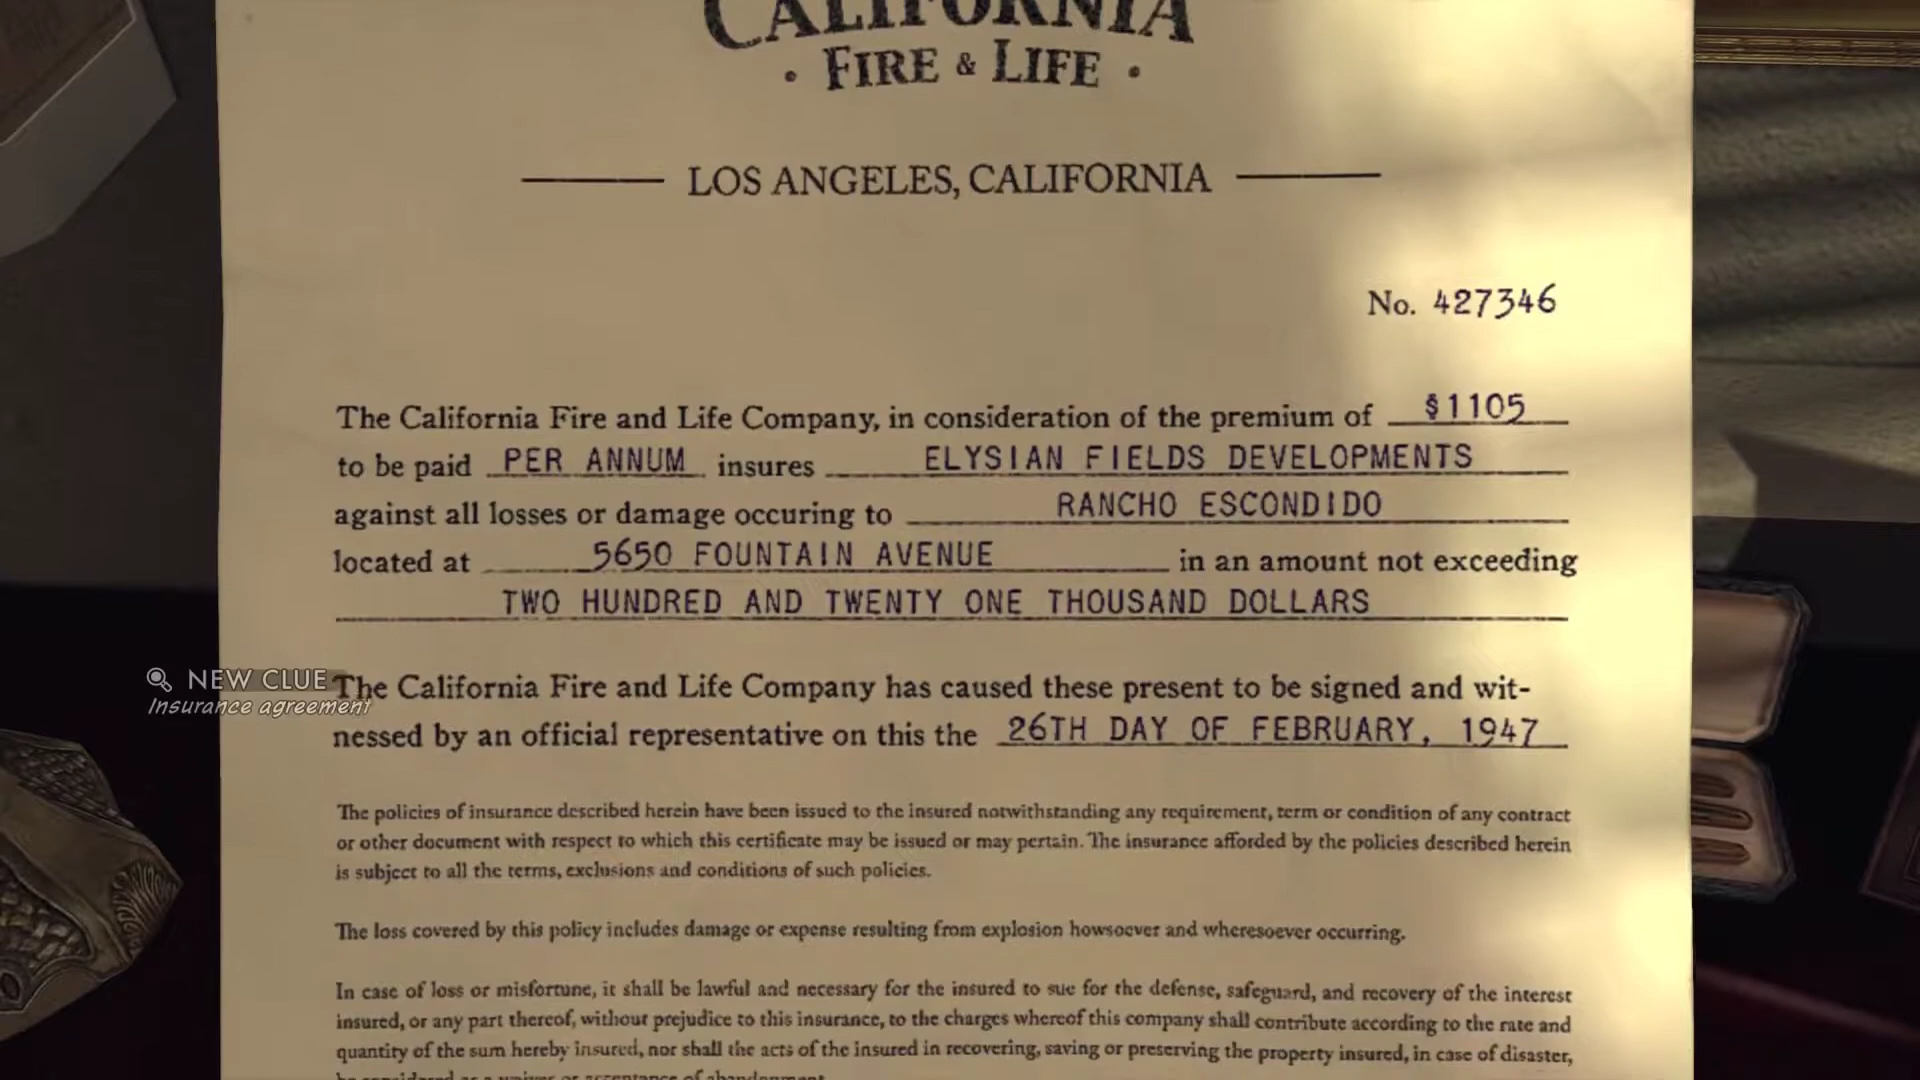 CALIFORNIA
• FIRE & LIFE •
LOS ANGELES, CALIFORNIA
No. 427346
The California Fire and Life Company, in consideration of the premium of §1105
to be paid PER ANNUM insures ELYSIAN FIELDS DEVELOPMENTS
against all losses or damage occuring to RANCHO ESCONDIDO
located at 5650 FOUNTAIN AVENUE in an amount not exceeding
TWO HUNDRED AND TWENTY ONE THOUSAND DOLLARS
NEW CLUE
Insurance agreement
The California Fire and Life Company has caused these present to be signed and wit-
nessed by an official representative on this the 26TH DAY OF FEBRUARY, 1947
The policies of insurance described herein have been issued to the insured notwithstanding any requirement, term or condition of any contract
or other document with respect to which this certificate may be issued or may pertain. The insurance afforded by the policies described herein
is subject to all the terms, exclusions and conditions of such policies.
The loss covered by this policy includes damage or expense resulting from explosion howsoever and wheresoever occurring.
In case of loss or misfortune, it shall be lawful and necessary for the insured to sue for the defense, safeguard, and recovery of the interest
insured, or any part thereof, without prejudice to this insurance, to the charges whereof this company shall contribute according to the rate and
quantity of the sum hereby insured, nor shall the acts of the insured in recovering, saving or preserving the property insured, in case of disaster,